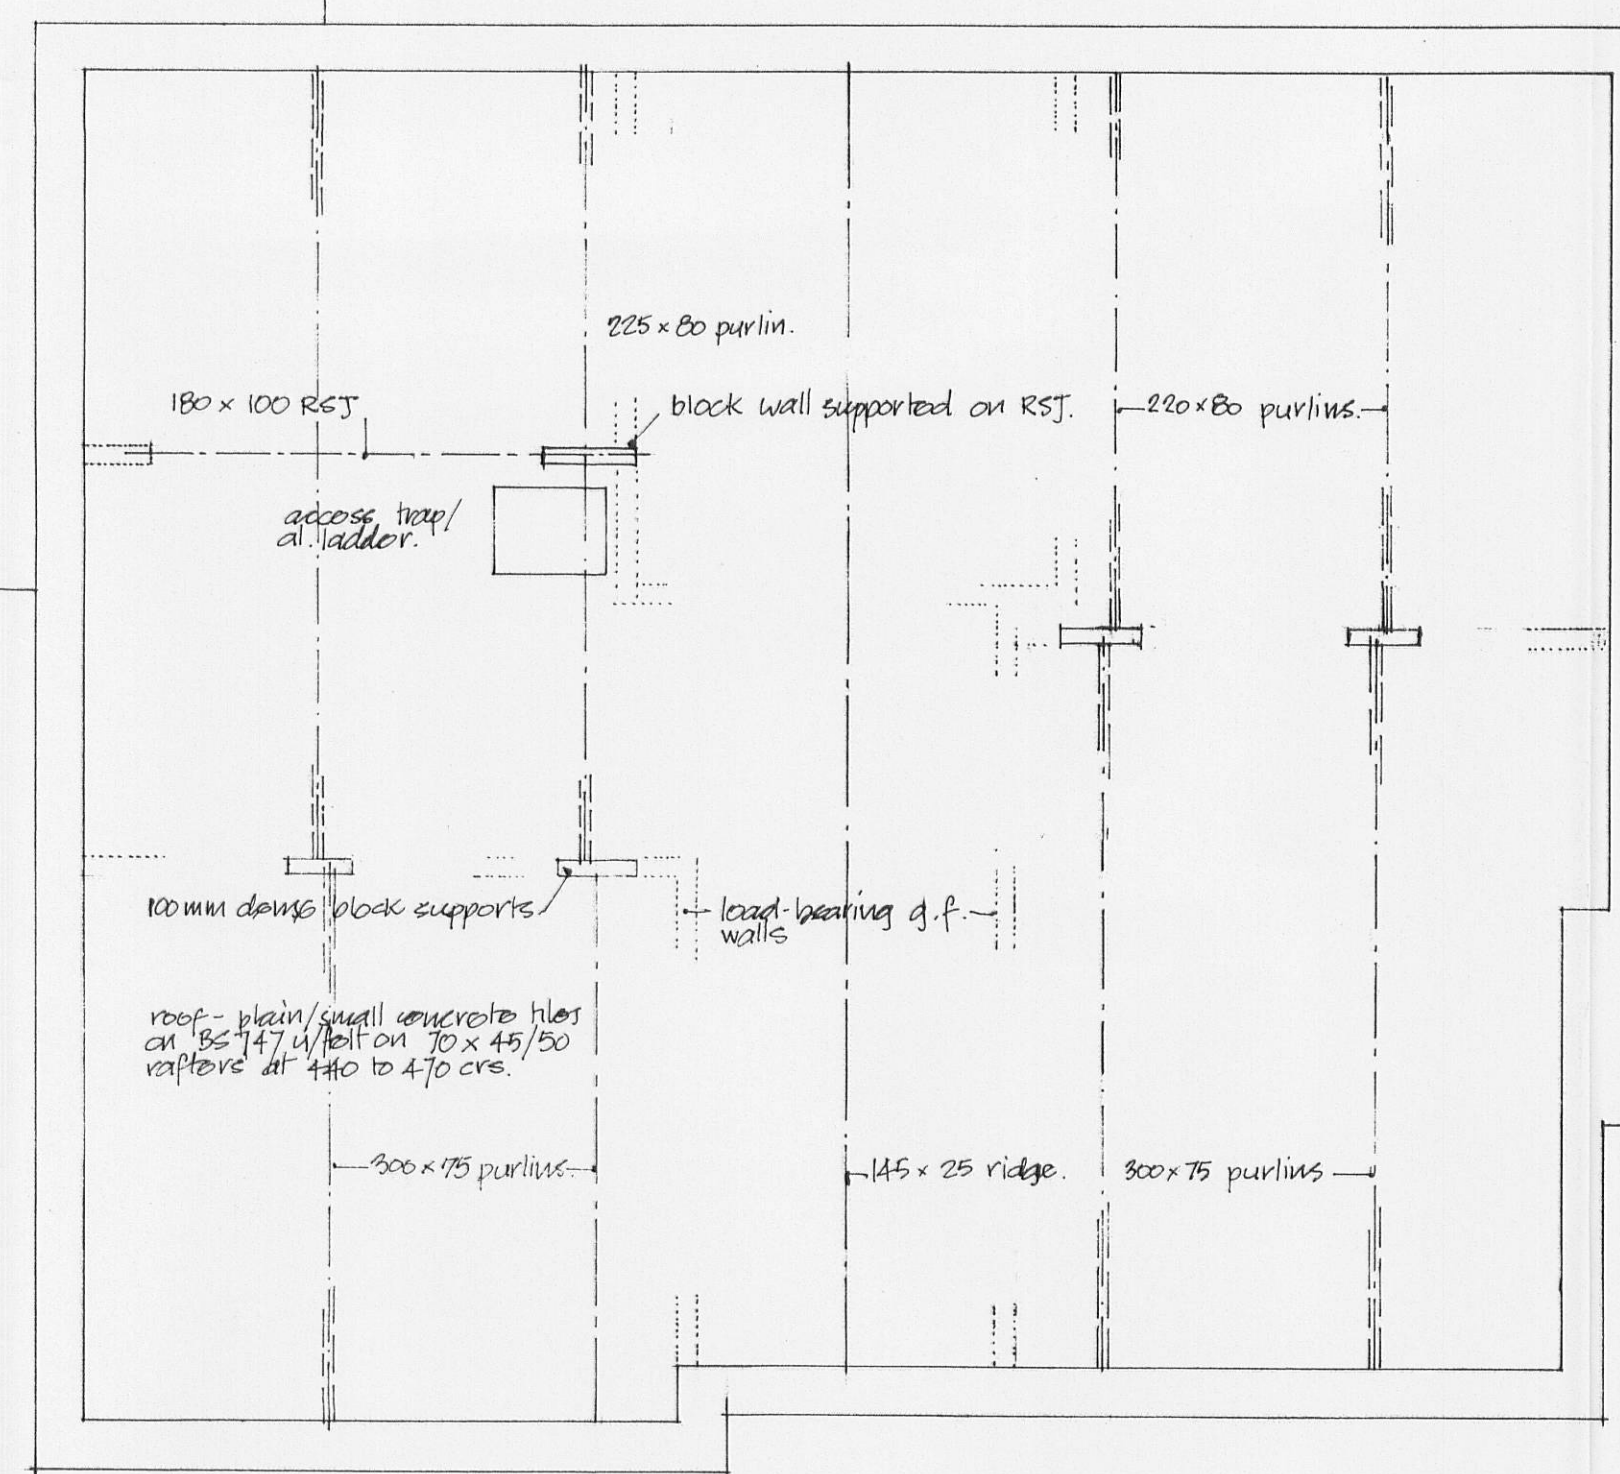 225 x 80 purlin.
180 x 100 RSJ
block wall supported on RSJ.
220 x 80 purlins.
access trap/
al. ladder.
100mm dense block supports
load-bearing g.f.
walls
roof - plain/small concrete tiles
on BS 747 u/felt on 70 x 45/50
rafters at 440 to 470 crs.
300 x 75 purlins
145 x 25 ridge.
300 x 75 purlins